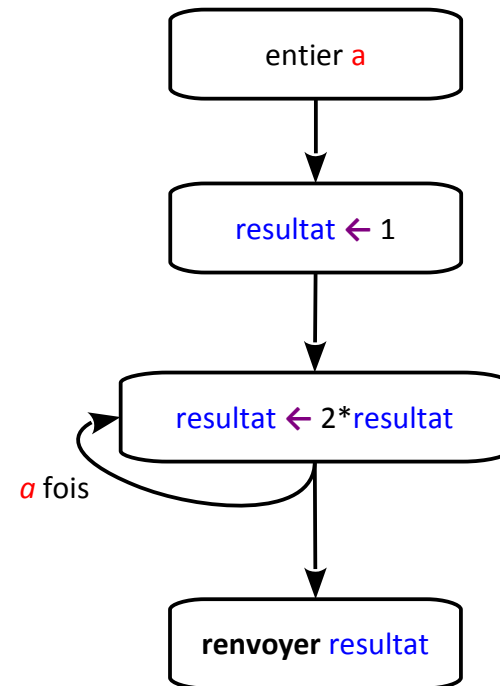 entier a
resultat ← 1
resultat ← 2*resultat
a fois
renvoyer resultat